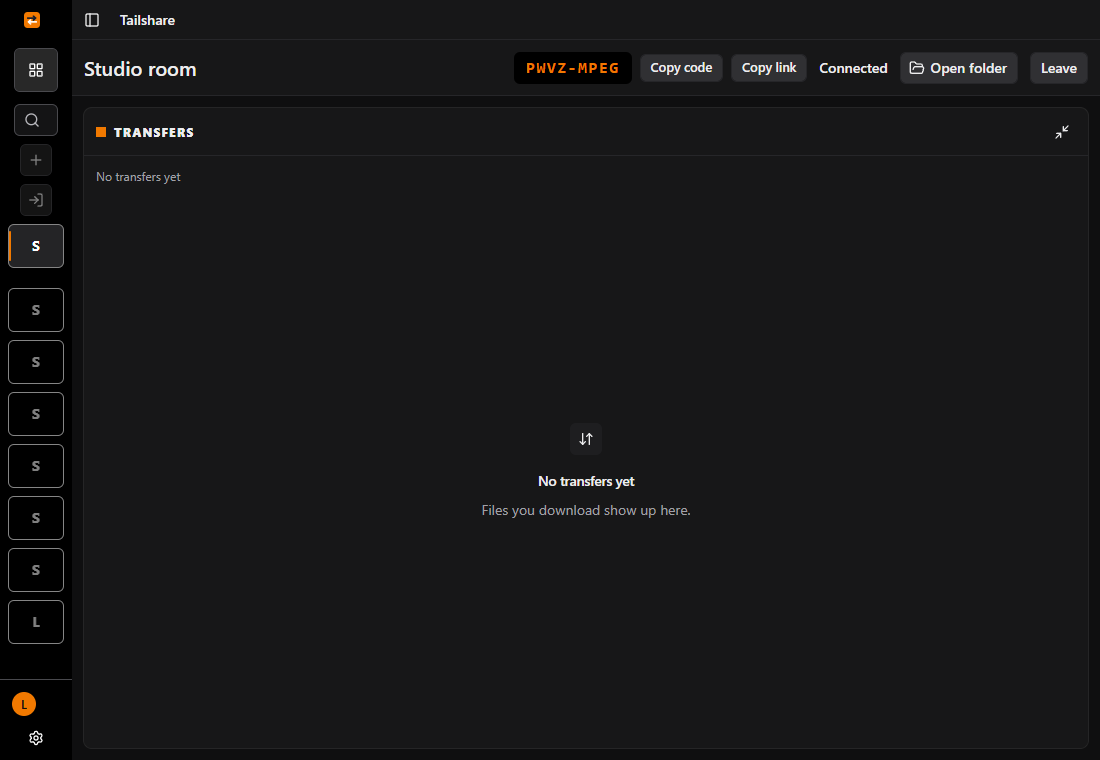 Tailshare
Studio room
PWVZ-MPEG
Copy code
Copy link
Connected
Open folder
Leave
TRANSFERS
No transfers yet
No transfers yet
Files you download show up here.
S
S
S
S
S
S
S
L
L